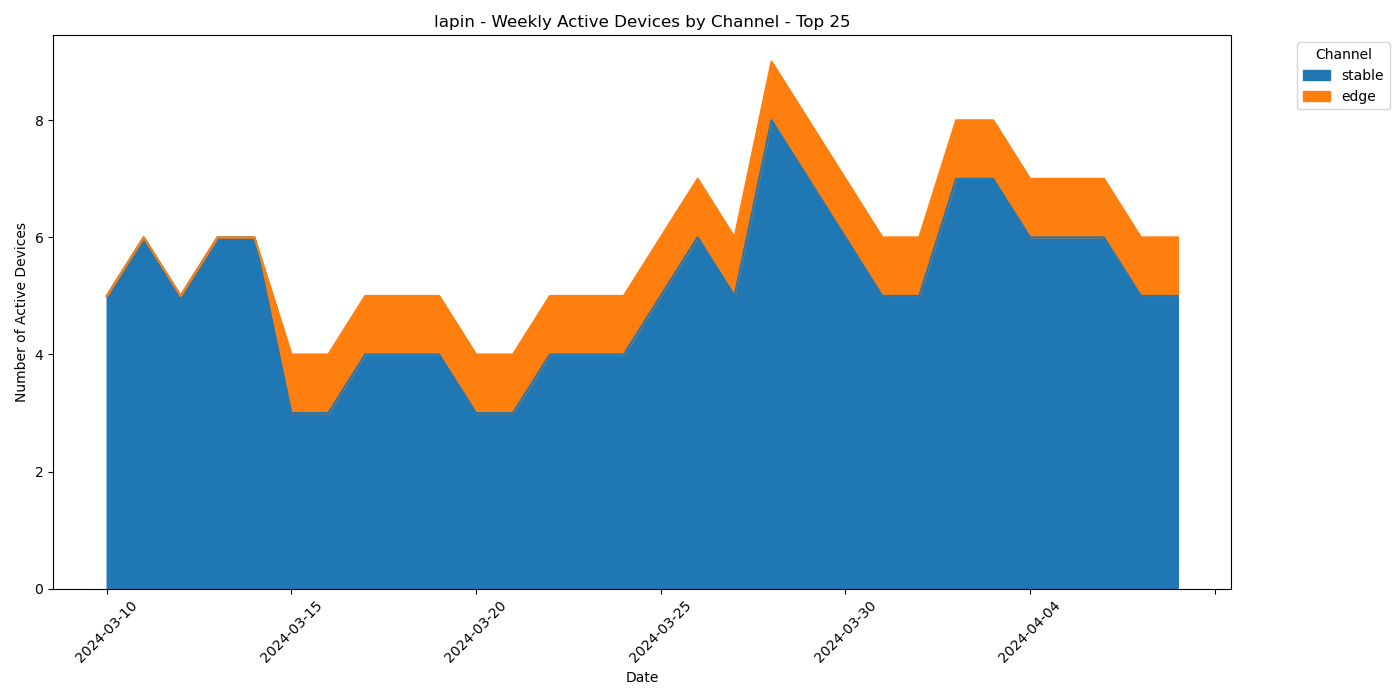 lapin - Weekly Active Devices by Channel - Top 25
Channel
stable
edge
Number of Active Devices
8
6
4
2
0
2024-03-10
2024-03-15
2024-03-20
2024-03-25
2024-03-30
2024-04-04
Date